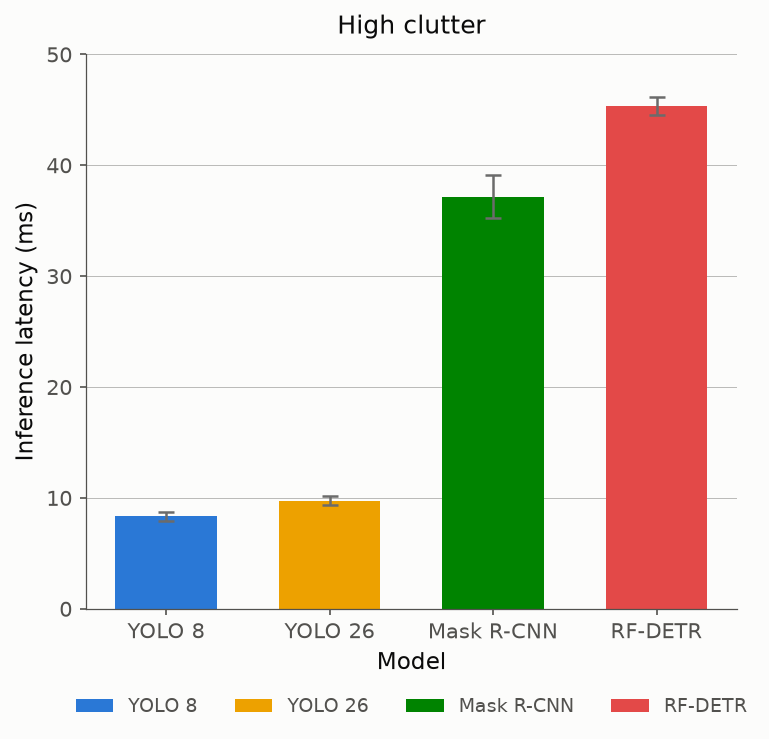 High clutter
Inference latency (ms)
50
40
30
20
10
0
YOLO 8 YOLO 26 Mask R-CNN RF-DETR
Model
YOLO 8 YOLO 26 Mask R-CNN RF-DETR